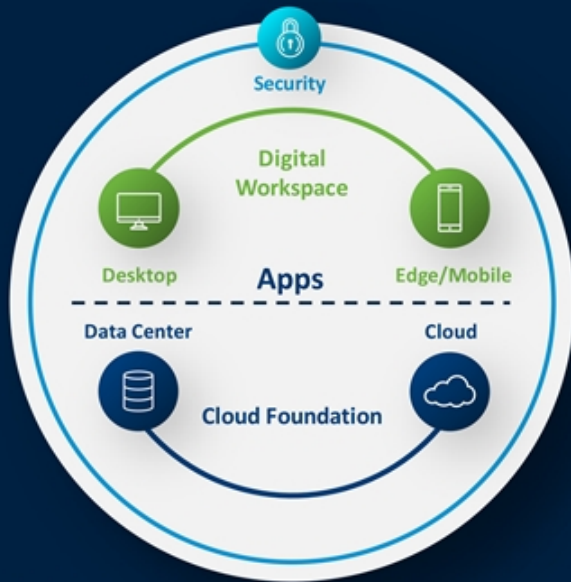 Security
Digital
Workspace
Desktop
Apps
Edge/Mobile
Data Center
Cloud
Cloud Foundation